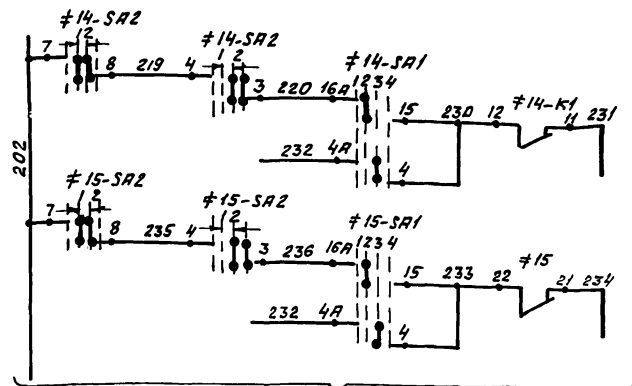 ≠14-SA2
1 2
7
8 219 4
≠14-SA2
1 2
3 220 16A
≠14-SA1
1 2 3 4
15 230 12
≠14-K1
11 231
232 4A
4
202
≠15-SA2
1 2
7
8 235 4
≠15-SA2
1 2
3 236 16A
≠15-SA1
1 2 3 4
15 233 22
≠15
21 234
232 4A
4